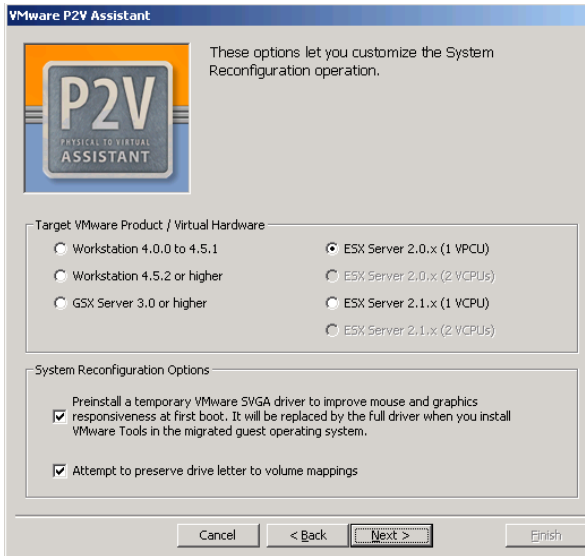 VMware P2V Assistant
These options let you customize the System
Reconfiguration operation.
P2V
PHYSICAL TO VIRTUAL
ASSISTANT
Target VMware Product / Virtual Hardware
Workstation 4.0.0 to 4.5.1
ESX Server 2.0.x (1 VPCU)
Workstation 4.5.2 or higher
ESX Server 2.0.x (2 VCPUs)
GSX Server 3.0 or higher
ESX Server 2.1.x (1 VCPU)
ESX Server 2.1.x (2 VCPUs)
System Reconfiguration Options
Preinstall a temporary VMware SVGA driver to improve mouse and graphics
responsiveness at first boot. It will be replaced by the full driver when you install
VMware Tools in the migrated guest operating system.
Attempt to preserve drive letter to volume mappings
Cancel
< Back
Next >
Finish